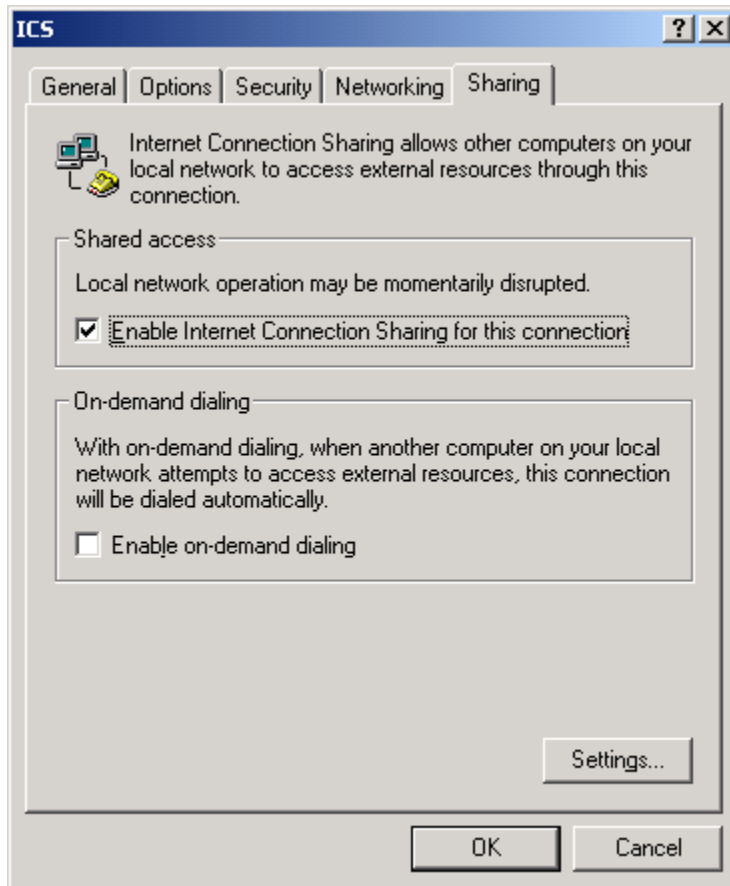 ICS
General Options Security Networking Sharing
Internet Connection Sharing allows other computers on your
local network to access external resources through this
connection.
Shared access
Local network operation may be momentarily disrupted.
Enable Internet Connection Sharing for this connection
On-demand dialing
With on-demand dialing, when another computer on your local
network attempts to access external resources, this connection
will be dialed automatically.
Enable on-demand dialing
Settings...
OK Cancel